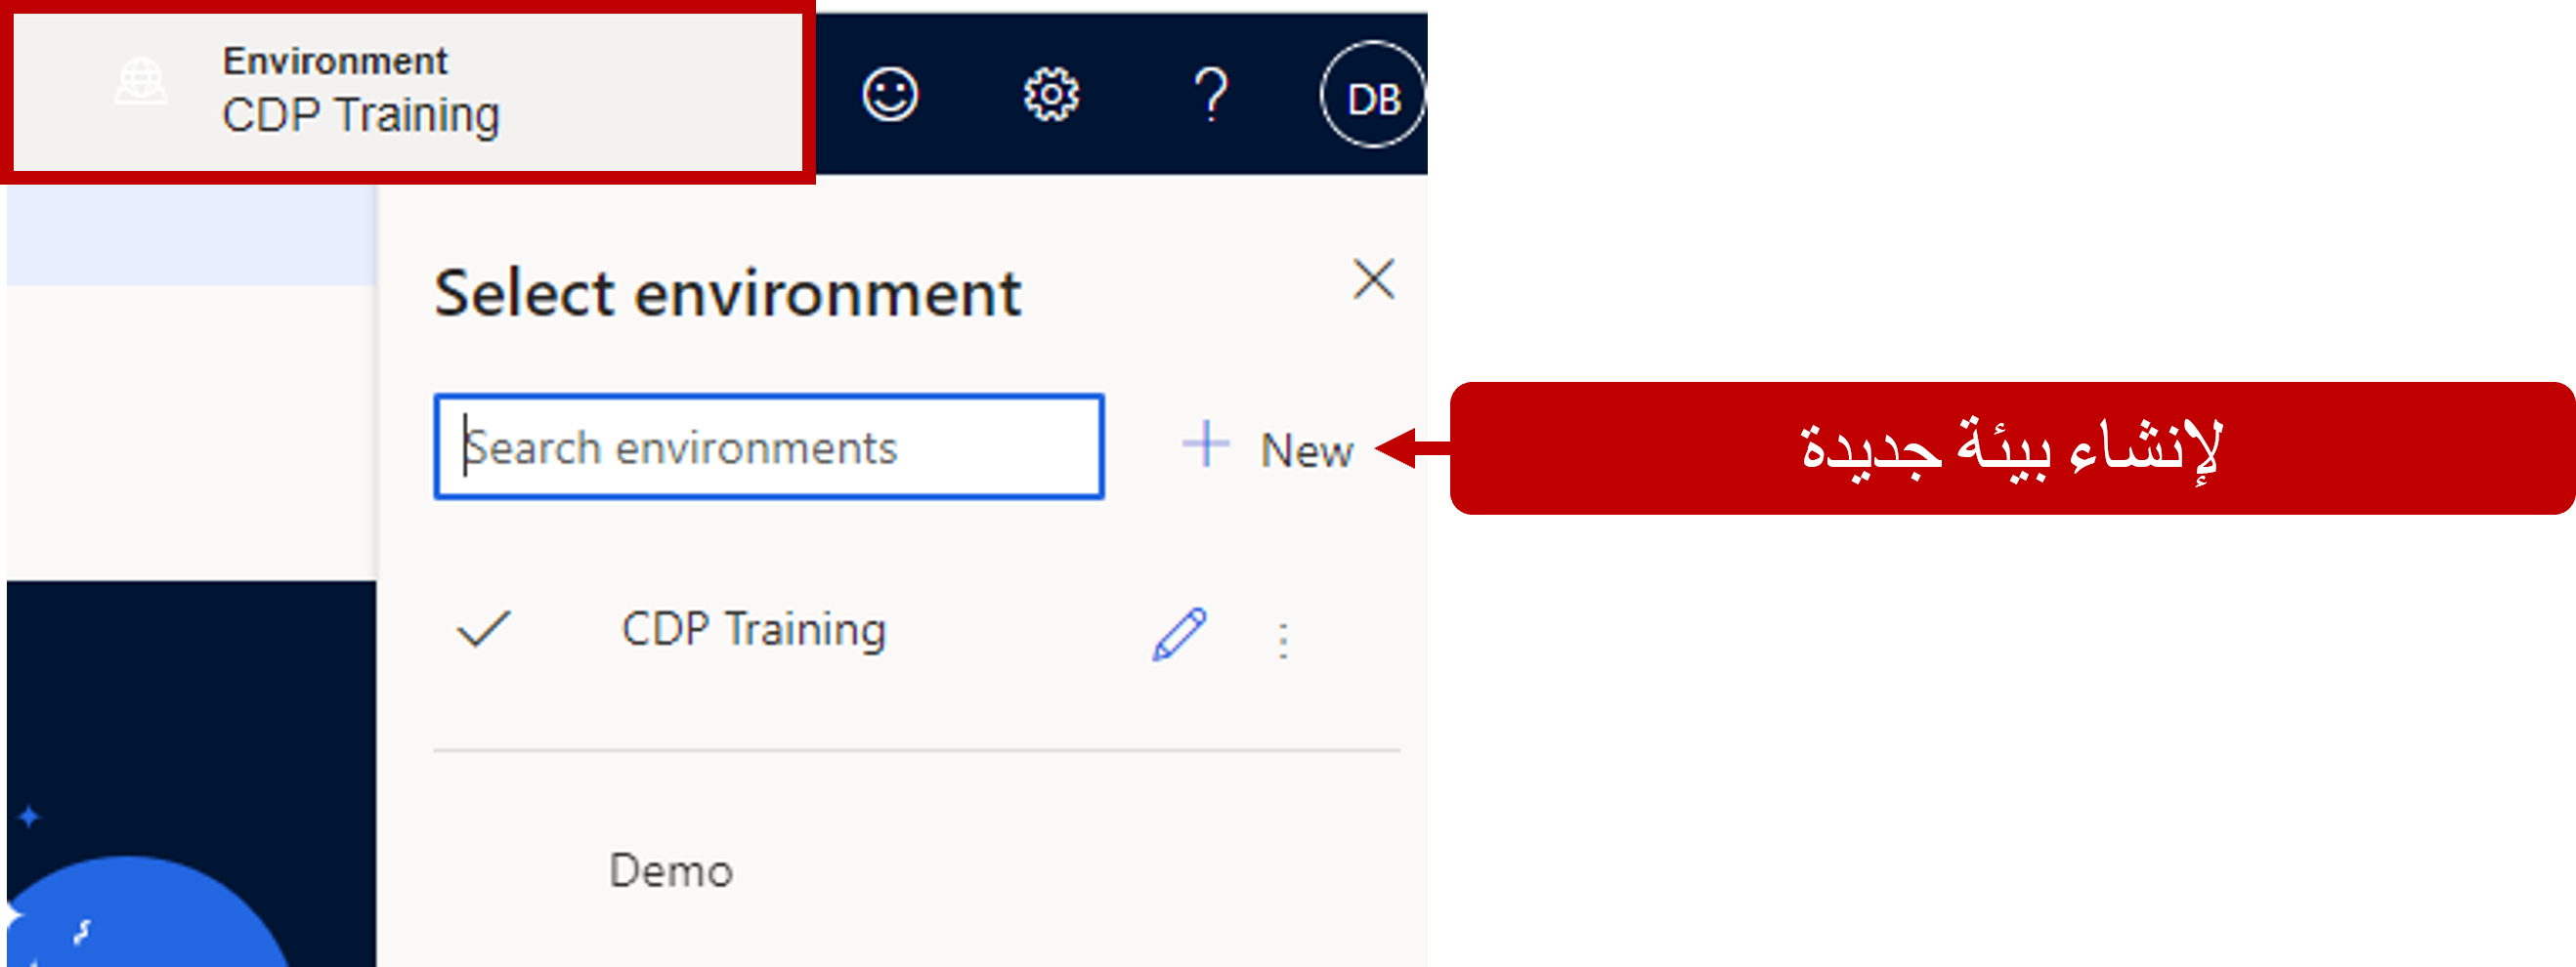 Environment
CDP Training
?
DB
Select environment
Search environments
New
لإنشاء بيئة جديدة
CDP Training
Demo